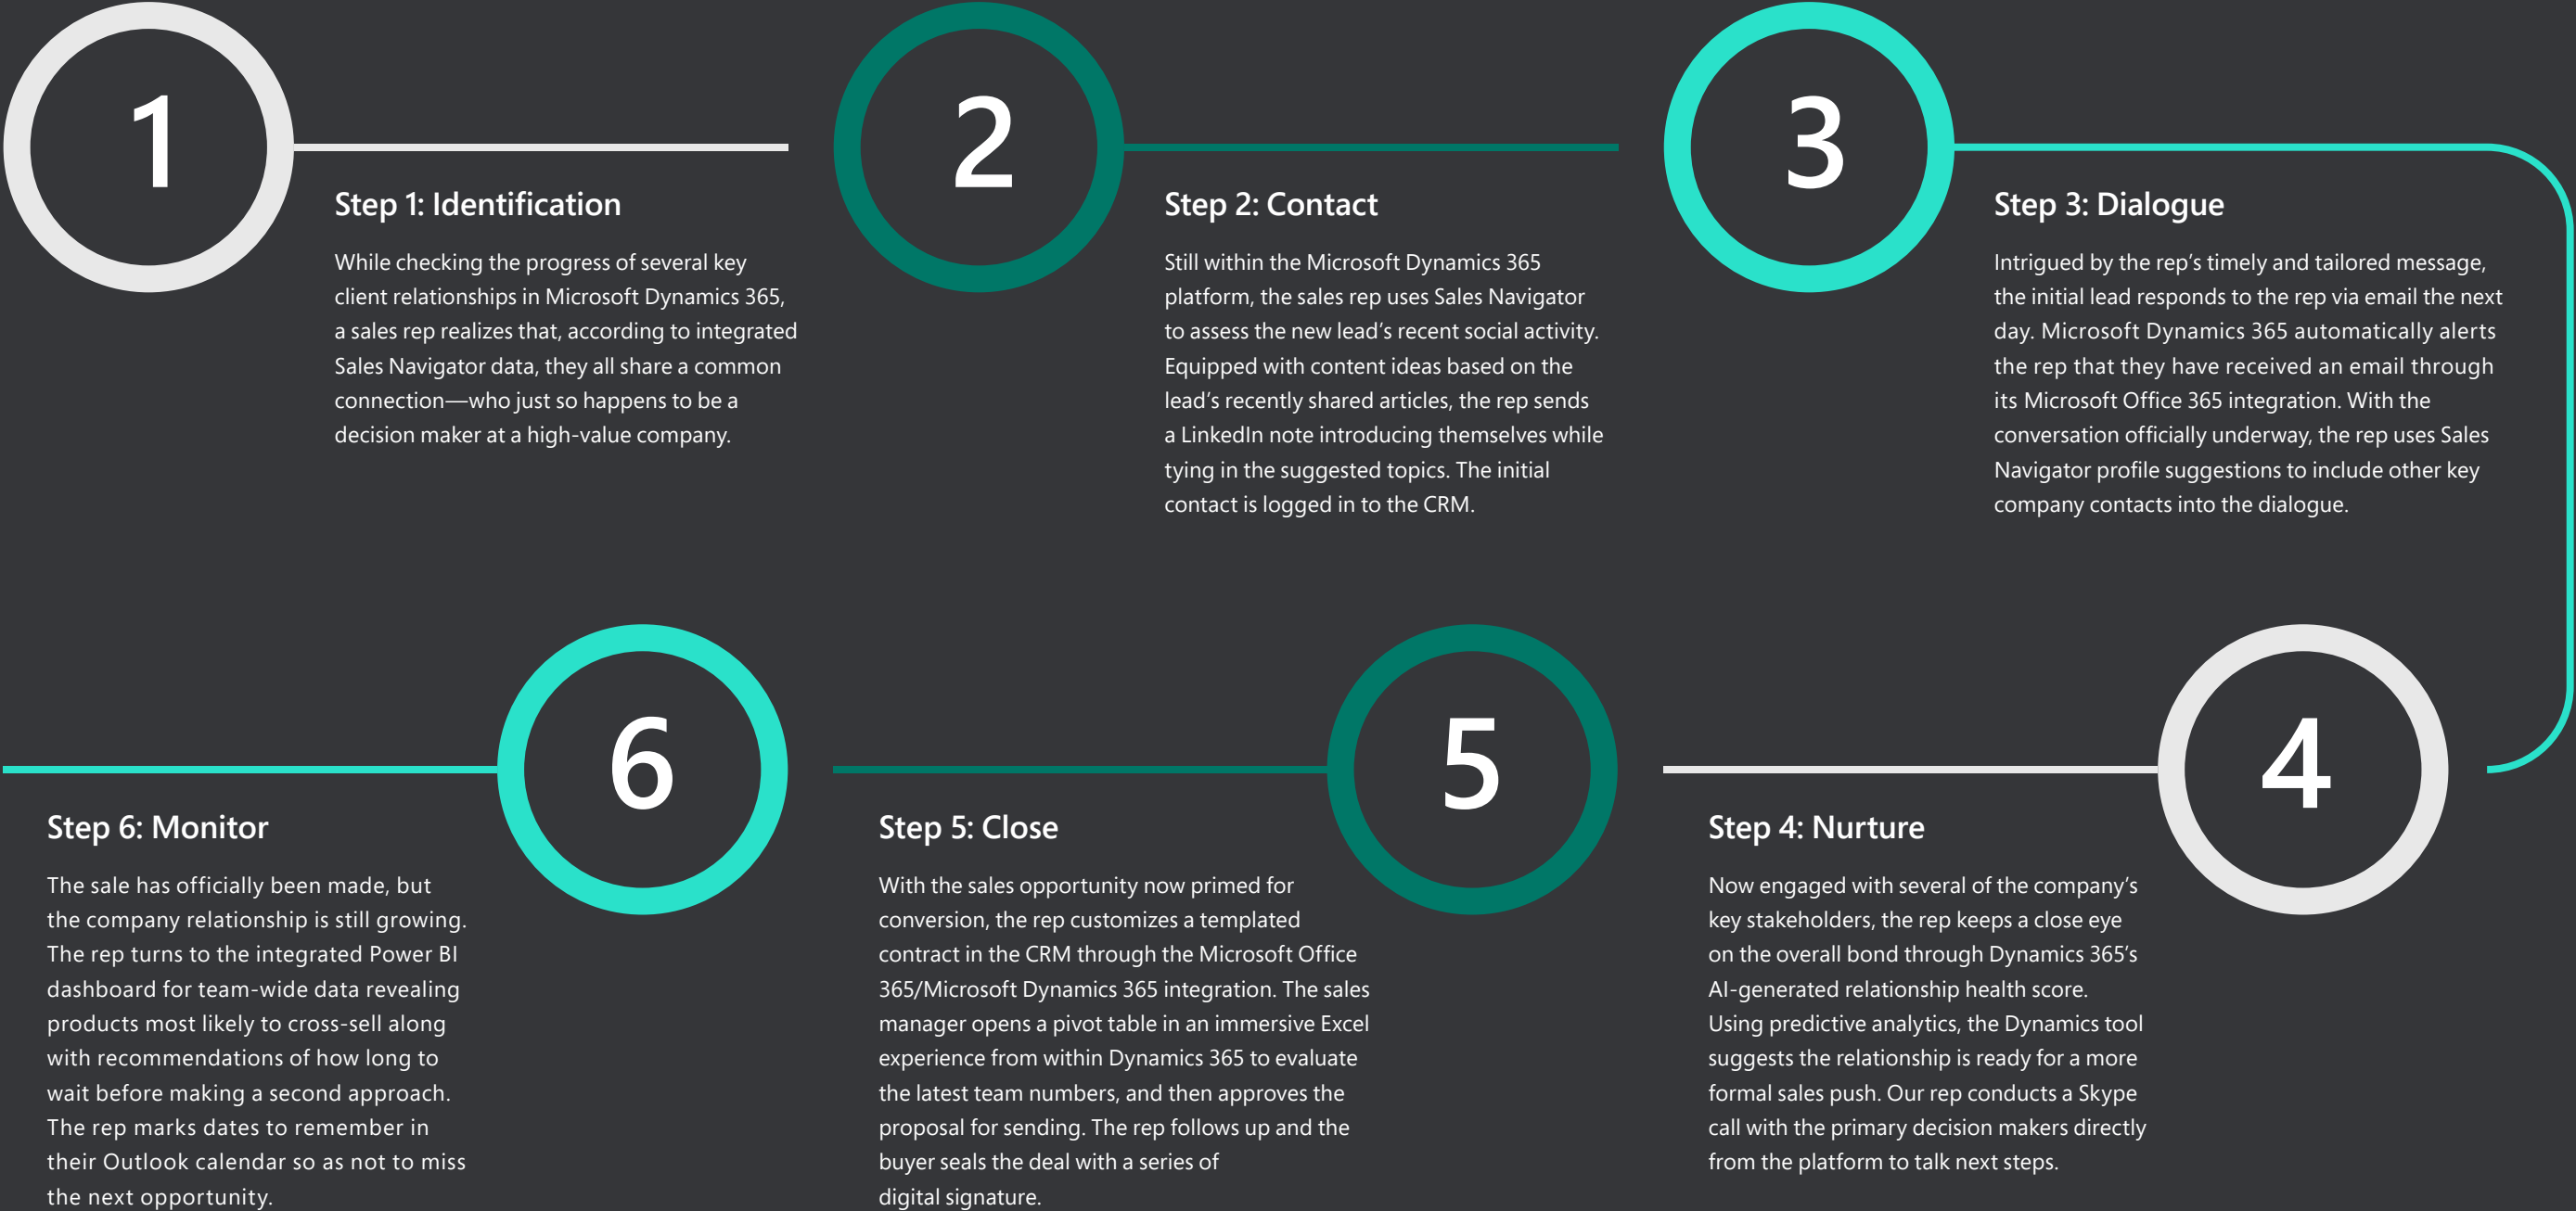 1
Step 1: Identification
While checking the progress of several key
client relationships in Microsoft Dynamics 365,
a sales rep realizes that, according to integrated
Sales Navigator data, they all share a common
connection—who just so happens to be a
decision maker at a high-value company.
2
Step 2: Contact
Still within the Microsoft Dynamics 365
platform, the sales rep uses Sales Navigator
to assess the new lead’s recent social activity.
Equipped with content ideas based on the
lead’s recently shared articles, the rep sends
a LinkedIn note introducing themselves while
tying in the suggested topics. The initial
contact is logged in to the CRM.
3
Step 3: Dialogue
Intrigued by the rep’s timely and tailored message,
the initial lead responds to the rep via email the next
day. Microsoft Dynamics 365 automatically alerts
the rep that they have received an email through
its Microsoft Office 365 integration. With the
conversation officially underway, the rep uses Sales
Navigator profile suggestions to include other key
company contacts into the dialogue.
4
Step 4: Nurture
Now engaged with several of the company’s
key stakeholders, the rep keeps a close eye
on the overall bond through Dynamics 365’s
AI-generated relationship health score.
Using predictive analytics, the Dynamics tool
suggests the relationship is ready for a more
formal sales push. Our rep conducts a Skype
call with the primary decision makers directly
from the platform to talk next steps.
5
Step 5: Close
With the sales opportunity now primed for
conversion, the rep customizes a templated
contract in the CRM through the Microsoft Office
365/Microsoft Dynamics 365 integration. The sales
manager opens a pivot table in an immersive Excel
experience from within Dynamics 365 to evaluate
the latest team numbers, and then approves the
proposal for sending. The rep follows up and the
buyer seals the deal with a series of
digital signature.
6
Step 6: Monitor
The sale has officially been made, but
the company relationship is still growing.
The rep turns to the integrated Power BI
dashboard for team-wide data revealing
products most likely to cross-sell along
with recommendations of how long to
wait before making a second approach.
The rep marks dates to remember in
their Outlook calendar so as not to miss
the next opportunity.